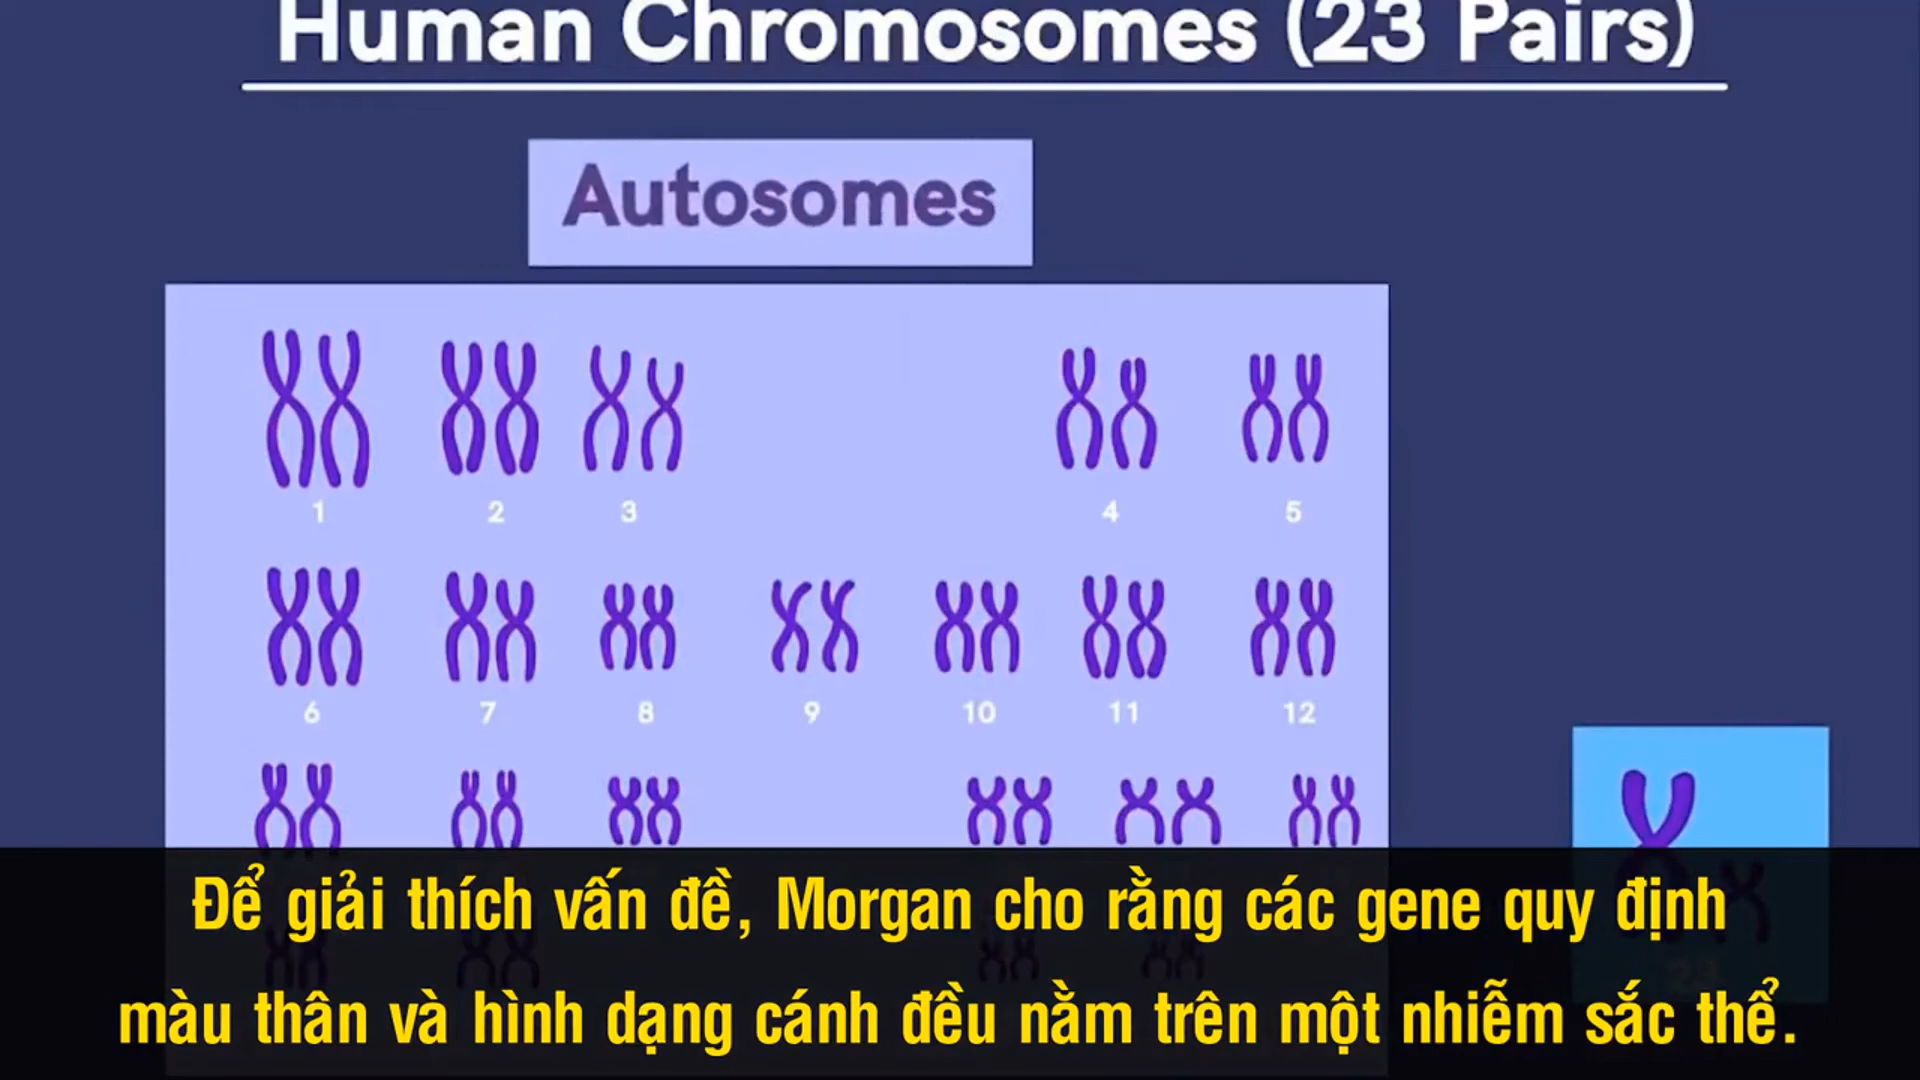 Human Chromosomes (23 Pairs)
Autosomes
1 2 3 4 5
6 7 8 9 10 11 12
Để giải thích vấn đề, Morgan cho rằng các gene quy định
màu thân và hình dạng cánh đều nằm trên một nhiễm sắc thể.